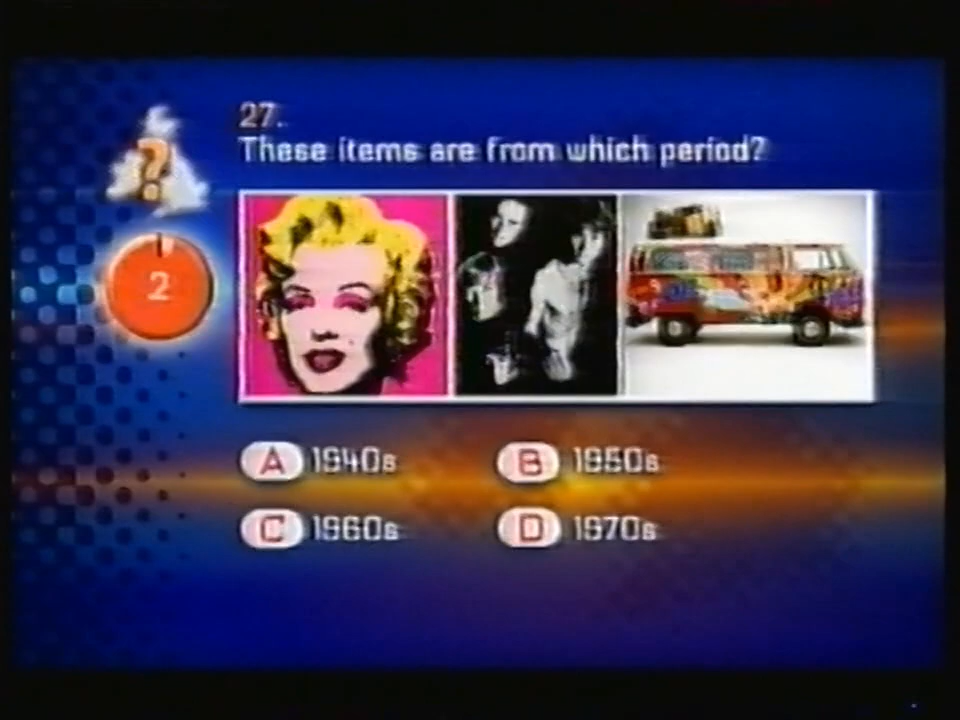 27.
These items are from which period?
?
2
A 1940s
B 1950s
C 1960s
D 1970s